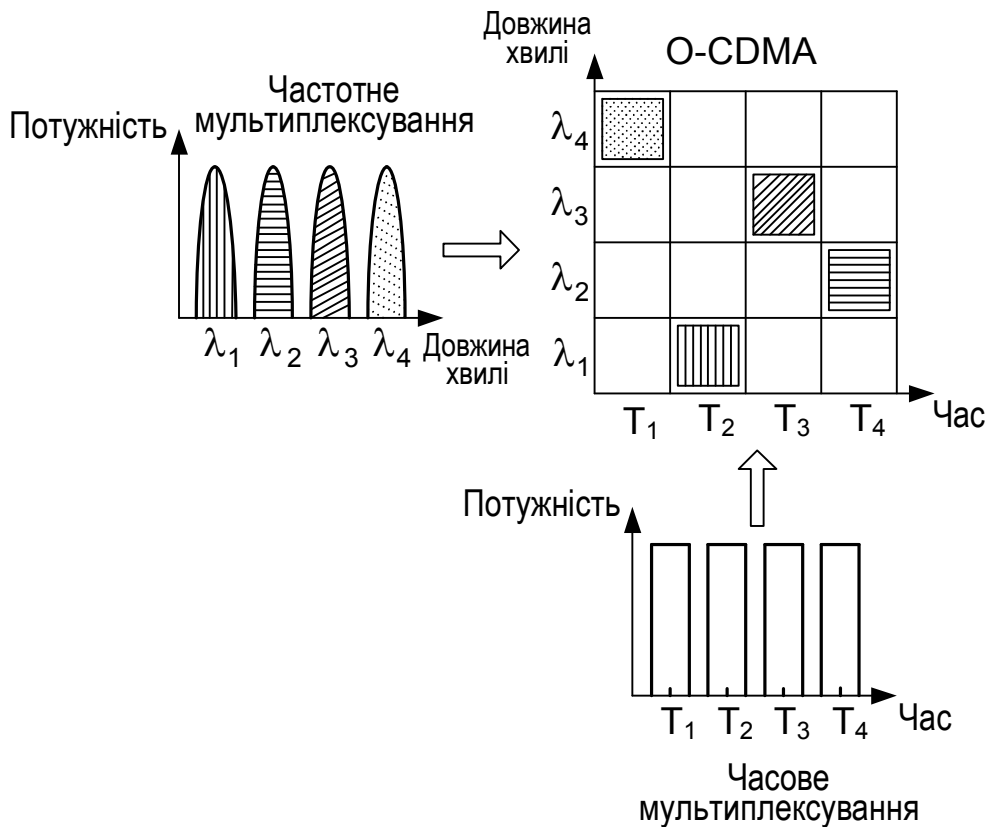 Довжина
хвилі
O-CDMA
Частотне
мультиплексування
Потужність
λ4
λ3
λ2
λ1
λ1 λ2 λ3 λ4
Довжина
хвилі
T1 T2 T3 T4
Час
Потужність
T1 T2 T3 T4
Час
Часове
мультиплексування